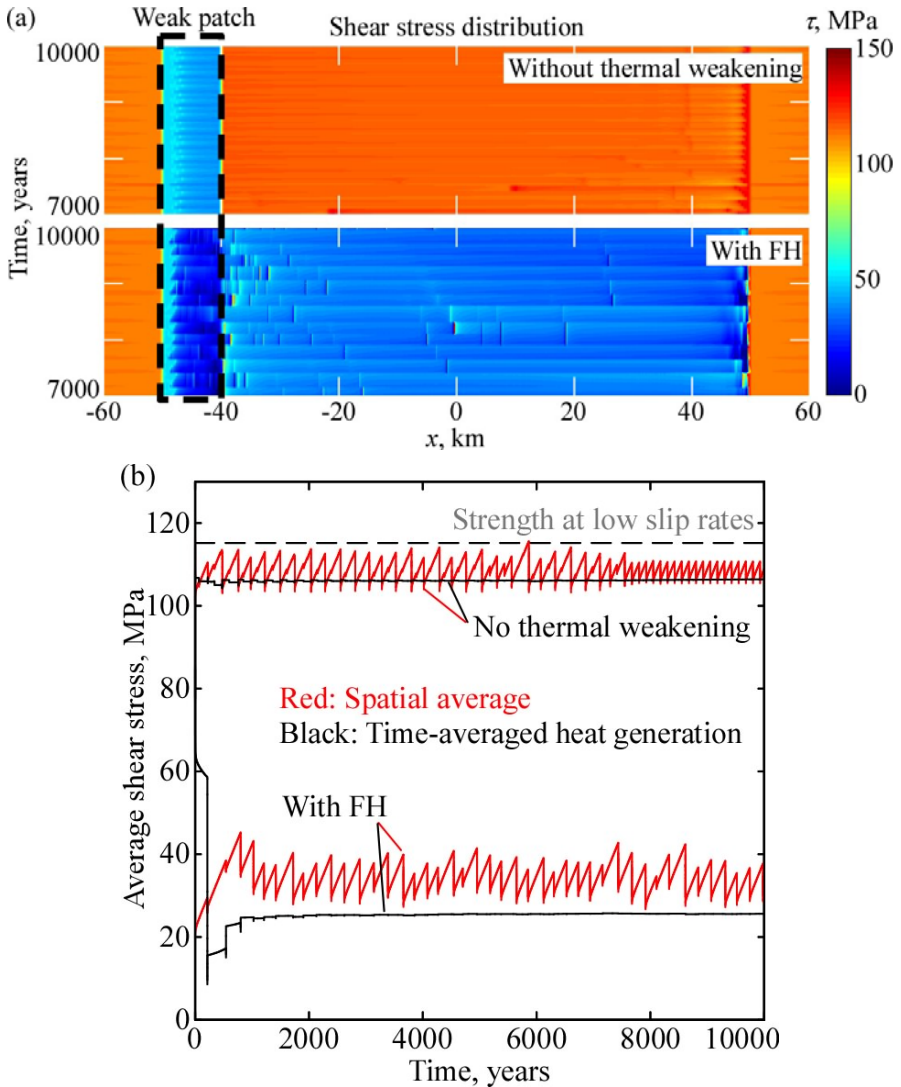 (a)
Weak patch
Shear stress distribution
τ, MPa
10000
Without thermal weakening
150
7000
100
Time, years
10000
With FH
50
7000
0
-60 -40 -20 0 20 40 60
x, km
(b)
120
Strength at low slip rates
100
No thermal weakening
80
Red: Spatial average
Black: Time-averaged heat generation
60
With FH
40
20
0
Average shear stress, MPa
0 2000 4000 6000 8000 10000
Time, years